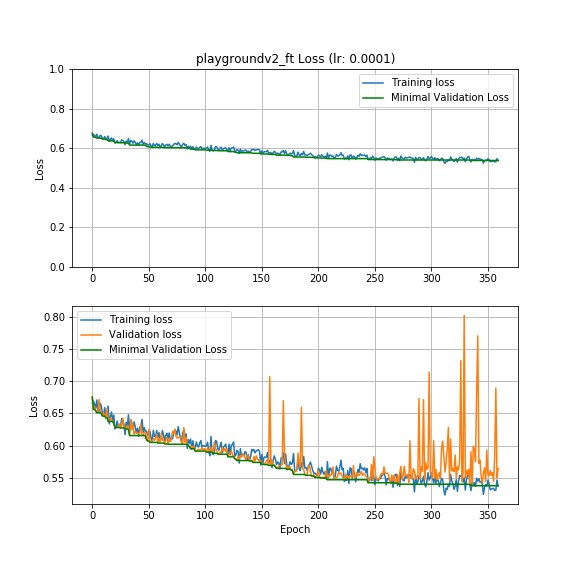 playgroundv2_ft Loss (lr: 0.0001)
1.0
0.8
0.6
0.4
0.2
0.0
Loss
Training loss
Minimal Validation Loss
0 50 100 150 200 250 300 350
0.80
0.75
0.70
0.65
0.60
0.55
Loss
Training loss
Validation loss
Minimal Validation Loss
0 50 100 150 200 250 300 350
Epoch